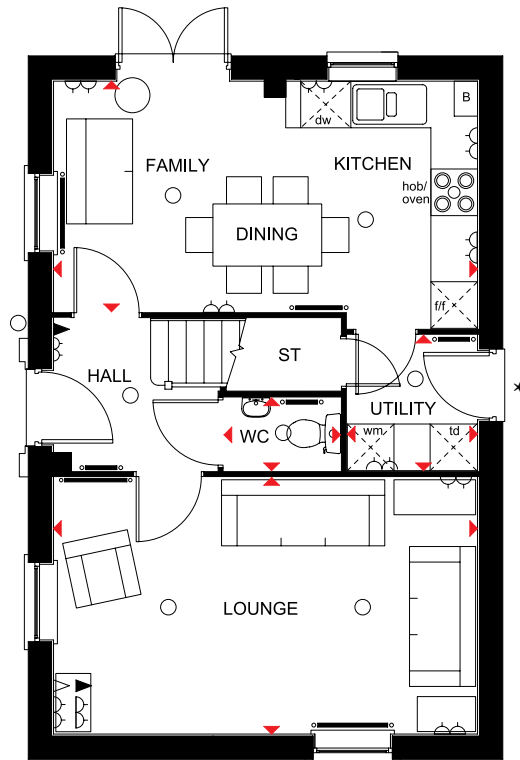 B
dw
FAMILY
KITCHEN
hob/
oven
DINING
f/f
ST
HALL
UTILITY
WC
wm
td
*
LOUNGE